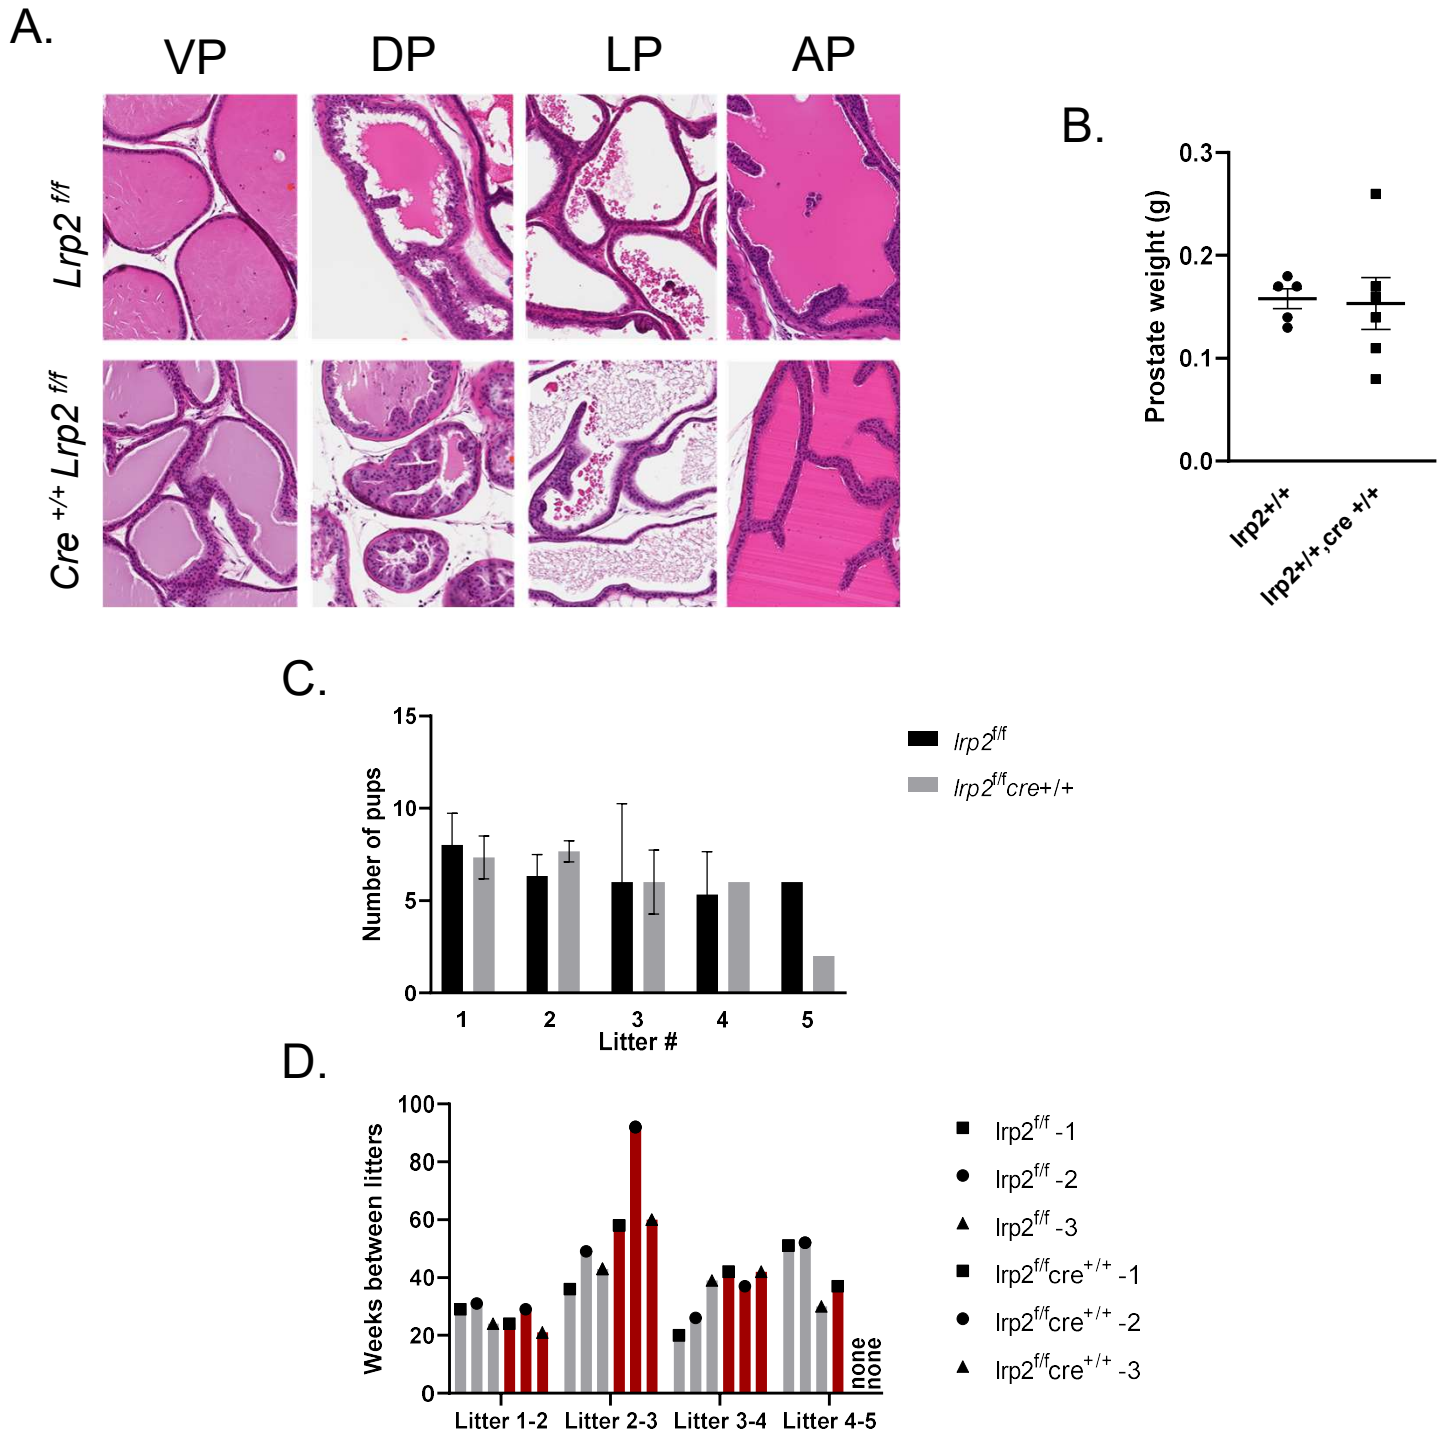 A.
VP DP LP AP
Lrp2 f/f
Cre +/+ Lrp2 f/f
B.
Prostate weight (g)
0.3
0.2
0.1
0.0
lrp2+/+
lrp2+/+,cre +/+
C.
Number of pups
15
10
5
0
1 2 3 4 5
Litter #
lrp2f/f
lrp2f/fcre+/+
D.
Weeks between litters
100
80
60
40
20
0
none
none
Litter 1-2 Litter 2-3 Litter 3-4 Litter 4-5
lrp2f/f -1
lrp2f/f -2
lrp2f/f -3
lrp2f/fcre+/+ -1
lrp2f/fcre+/+ -2
lrp2f/fcre+/+ -3